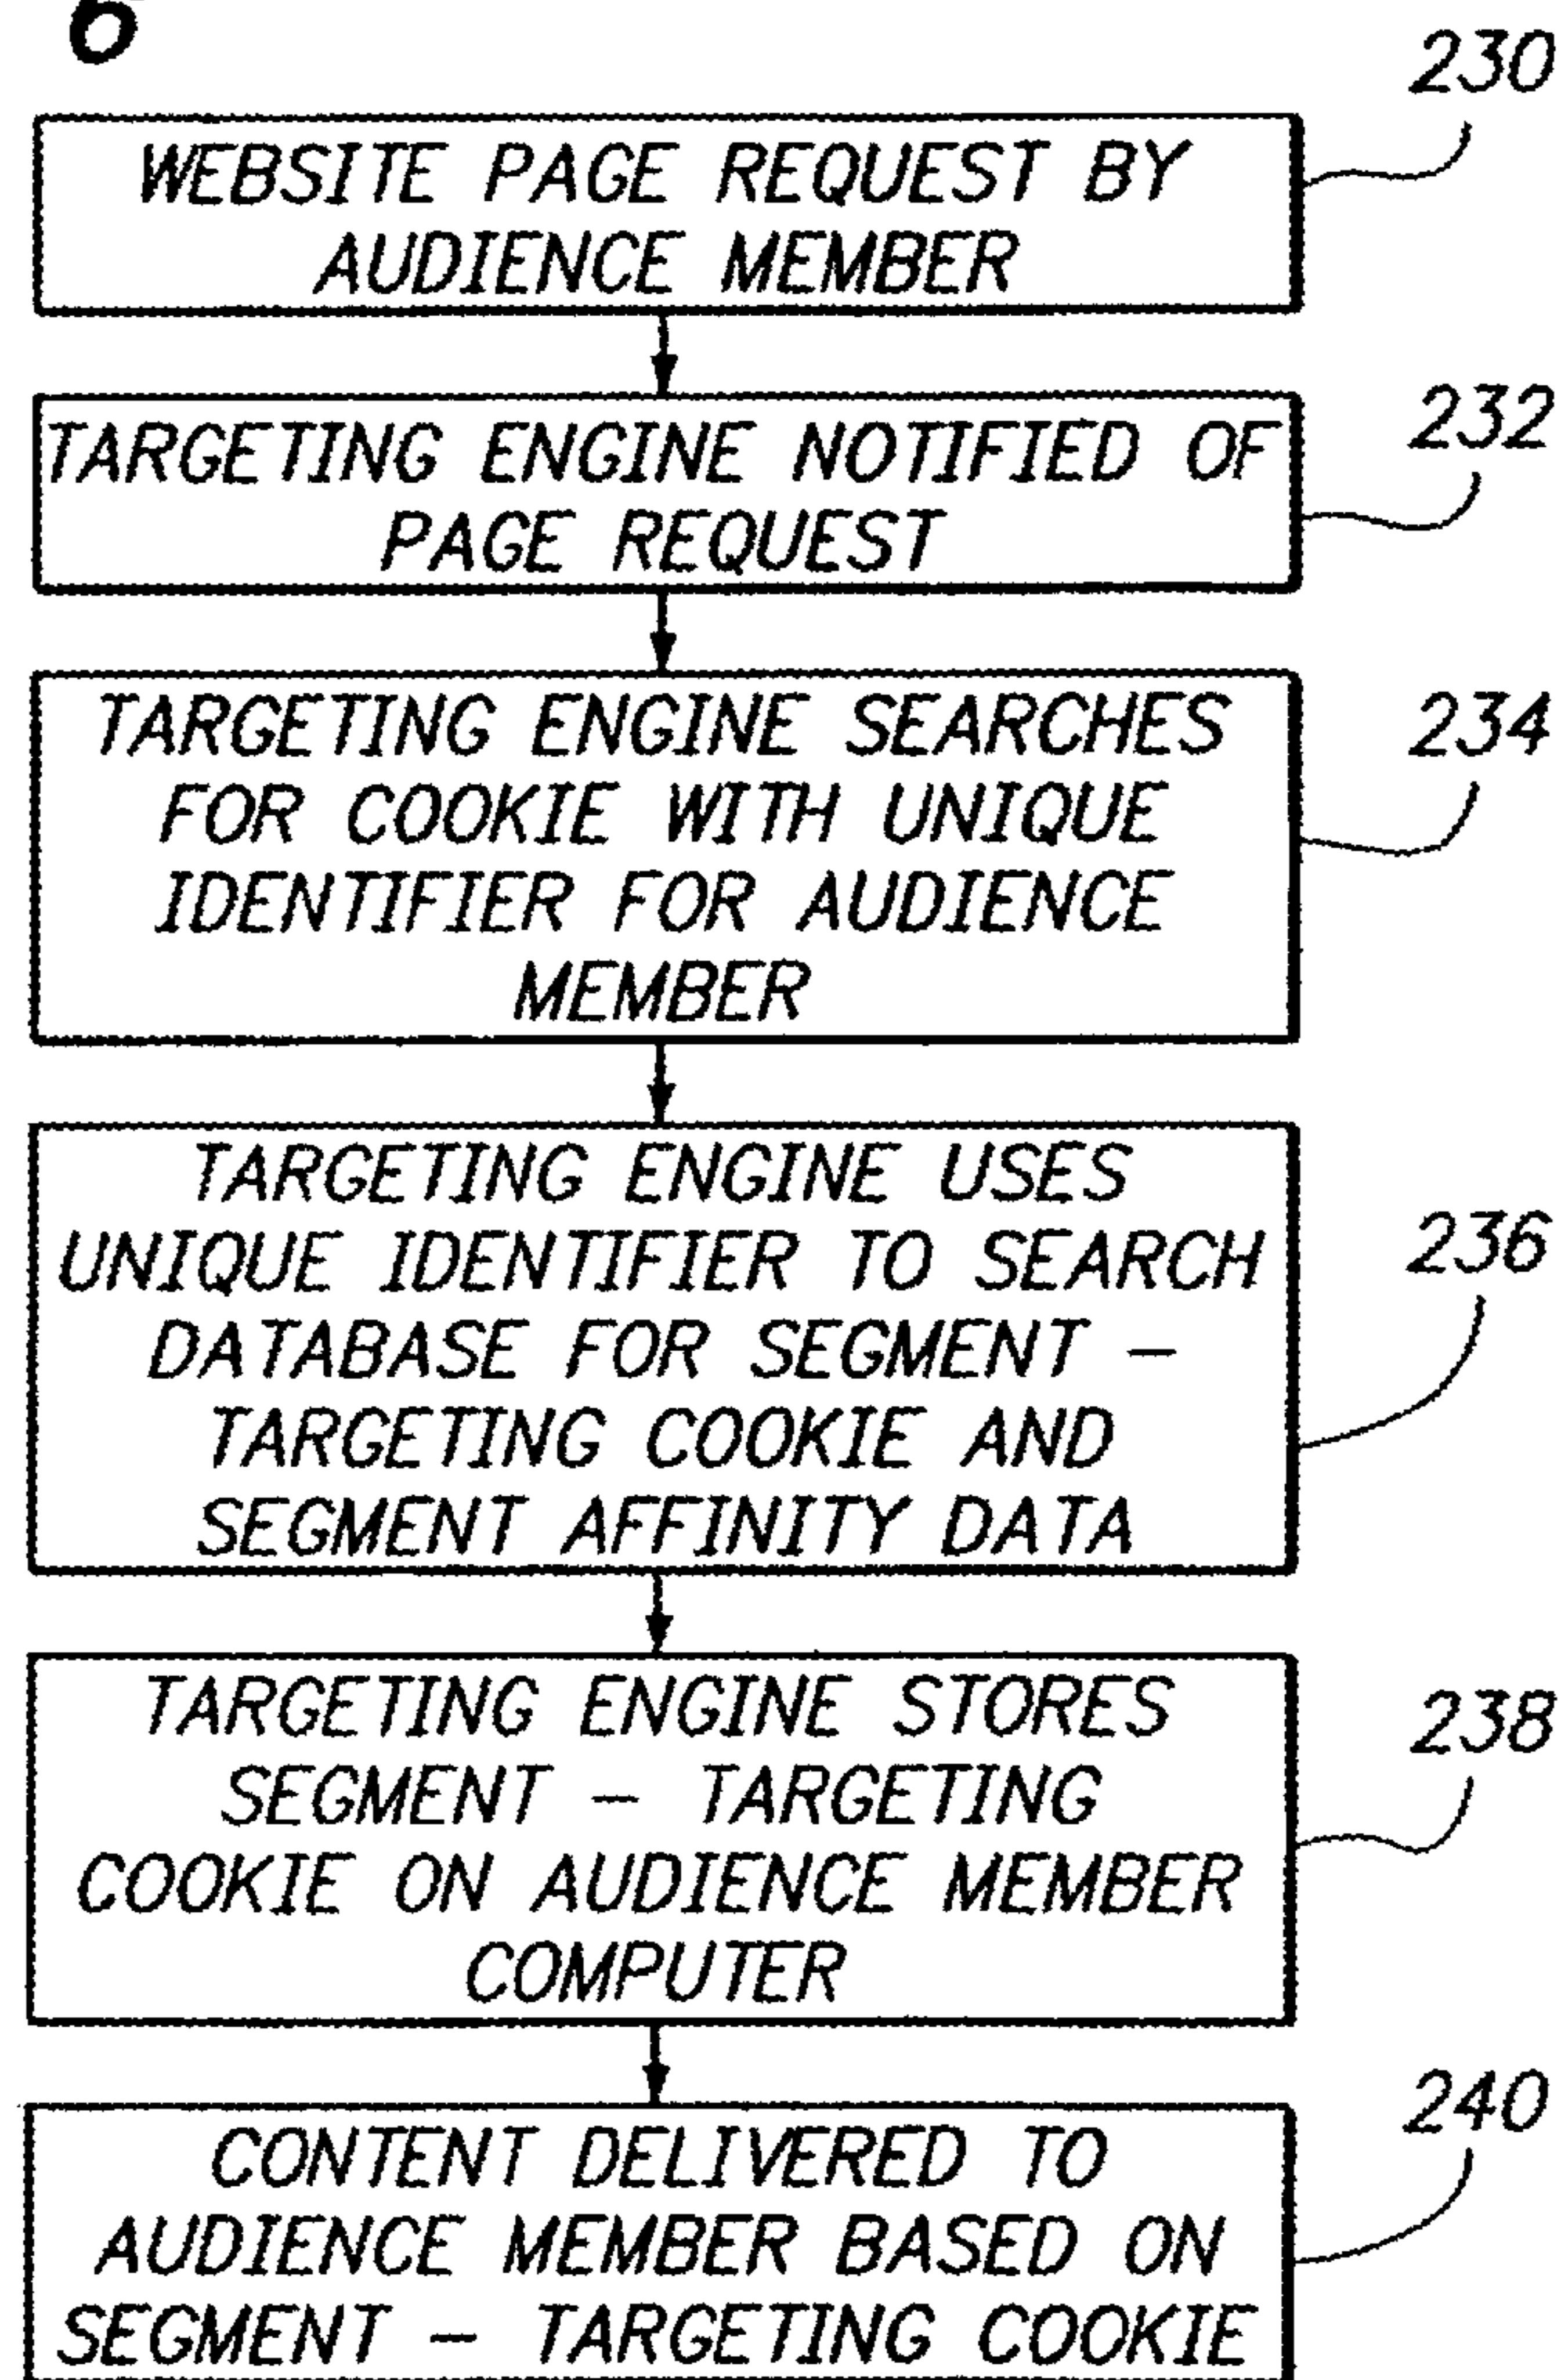 6
230
WEBSITE PAGE REQUEST BY
AUDIENCE MEMBER
232
TARGETING ENGINE NOTIFIED OF
PAGE REQUEST
234
TARGETING ENGINE SEARCHES
FOR COOKIE WITH UNIQUE
IDENTIFIER FOR AUDIENCE
MEMBER
236
TARGETING ENGINE USES
UNIQUE IDENTIFIER TO SEARCH
DATABASE FOR SEGMENT –
TARGETING COOKIE AND
SEGMENT AFFINITY DATA
238
TARGETING ENGINE STORES
SEGMENT – TARGETING
COOKIE ON AUDIENCE MEMBER
COMPUTER
240
CONTENT DELIVERED TO
AUDIENCE MEMBER BASED ON
SEGMENT – TARGETING COOKIE